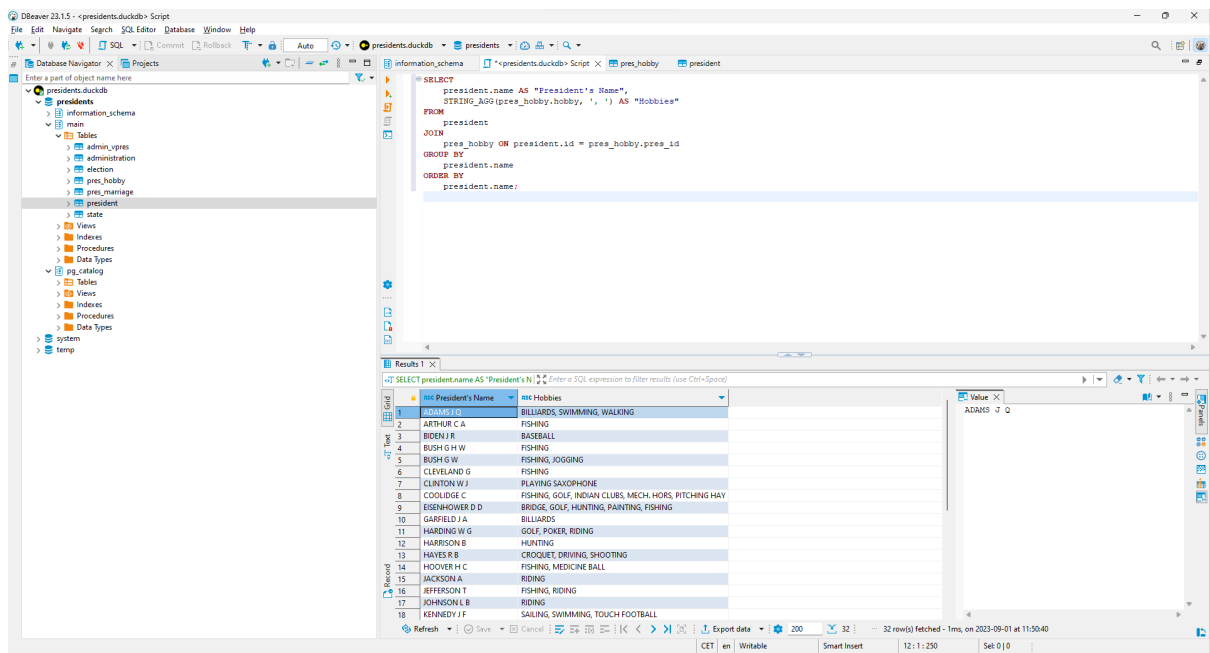 DBeaver 23.1.5 - <presidents.duckdb> Script
File Edit Navigate Search SQL Editor Database Window Help
SQL Commit Rollback Auto presidents.duckdb presidents
Database Navigator Projects
Enter a part of object name here
presidents.duckdb
presidents
information_schema
main
Tables
admin_vpres
administration
election
pres_hobby
pres_marriage
president
state
Views
Indexes
Procedures
Data Types
pg_catalog
Tables
Views
Indexes
Procedures
Data Types
system
temp
information_schema *<presidents.duckdb> Script pres_hobby president
SELECT
president.name AS "President's Name",
STRING_AGG(pres_hobby.hobby, ', ') AS "Hobbies"
FROM
president
JOIN
pres_hobby ON president.id = pres_hobby.pres_id
GROUP BY
president.name
ORDER BY
president.name;
Results 1
SELECT president.name AS "President's N Enter a SQL expression to filter results (use Ctrl+Space)
Grid
Text
Record
ABC President's Name ABC Hobbies
1 ADAMS J Q BILLIARDS, SWIMMING, WALKING
2 ARTHUR C A FISHING
3 BIDEN J R BASEBALL
4 BUSH G H W FISHING
5 BUSH G W FISHING, JOGGING
6 CLEVELAND G FISHING
7 CLINTON W J PLAYING SAXOPHONE
8 COOLIDGE C FISHING, GOLF, INDIAN CLUBS, MECH. HORS, PITCHING HAY
9 EISENHOWER D D BRIDGE, GOLF, HUNTING, PAINTING, FISHING
10 GARFIELD J A BILLIARDS
11 HARDING W G GOLF, POKER, RIDING
12 HARRISON B HUNTING
13 HAYES R B CROQUET, DRIVING, SHOOTING
14 HOOVER H C FISHING, MEDICINE BALL
15 JACKSON A RIDING
16 JEFFERSON T FISHING, RIDING
17 JOHNSON L B RIDING
18 KENNEDY J F SAILING, SWIMMING, TOUCH FOOTBALL
Value
ADAMS J Q
Panels
Refresh Save Cancel Export data 200 32 32 row(s) fetched - 1ms, on 2023-09-01 at 11:50:40
CET en Writable Smart Insert 12 : 1 : 250 Sel: 0 | 0